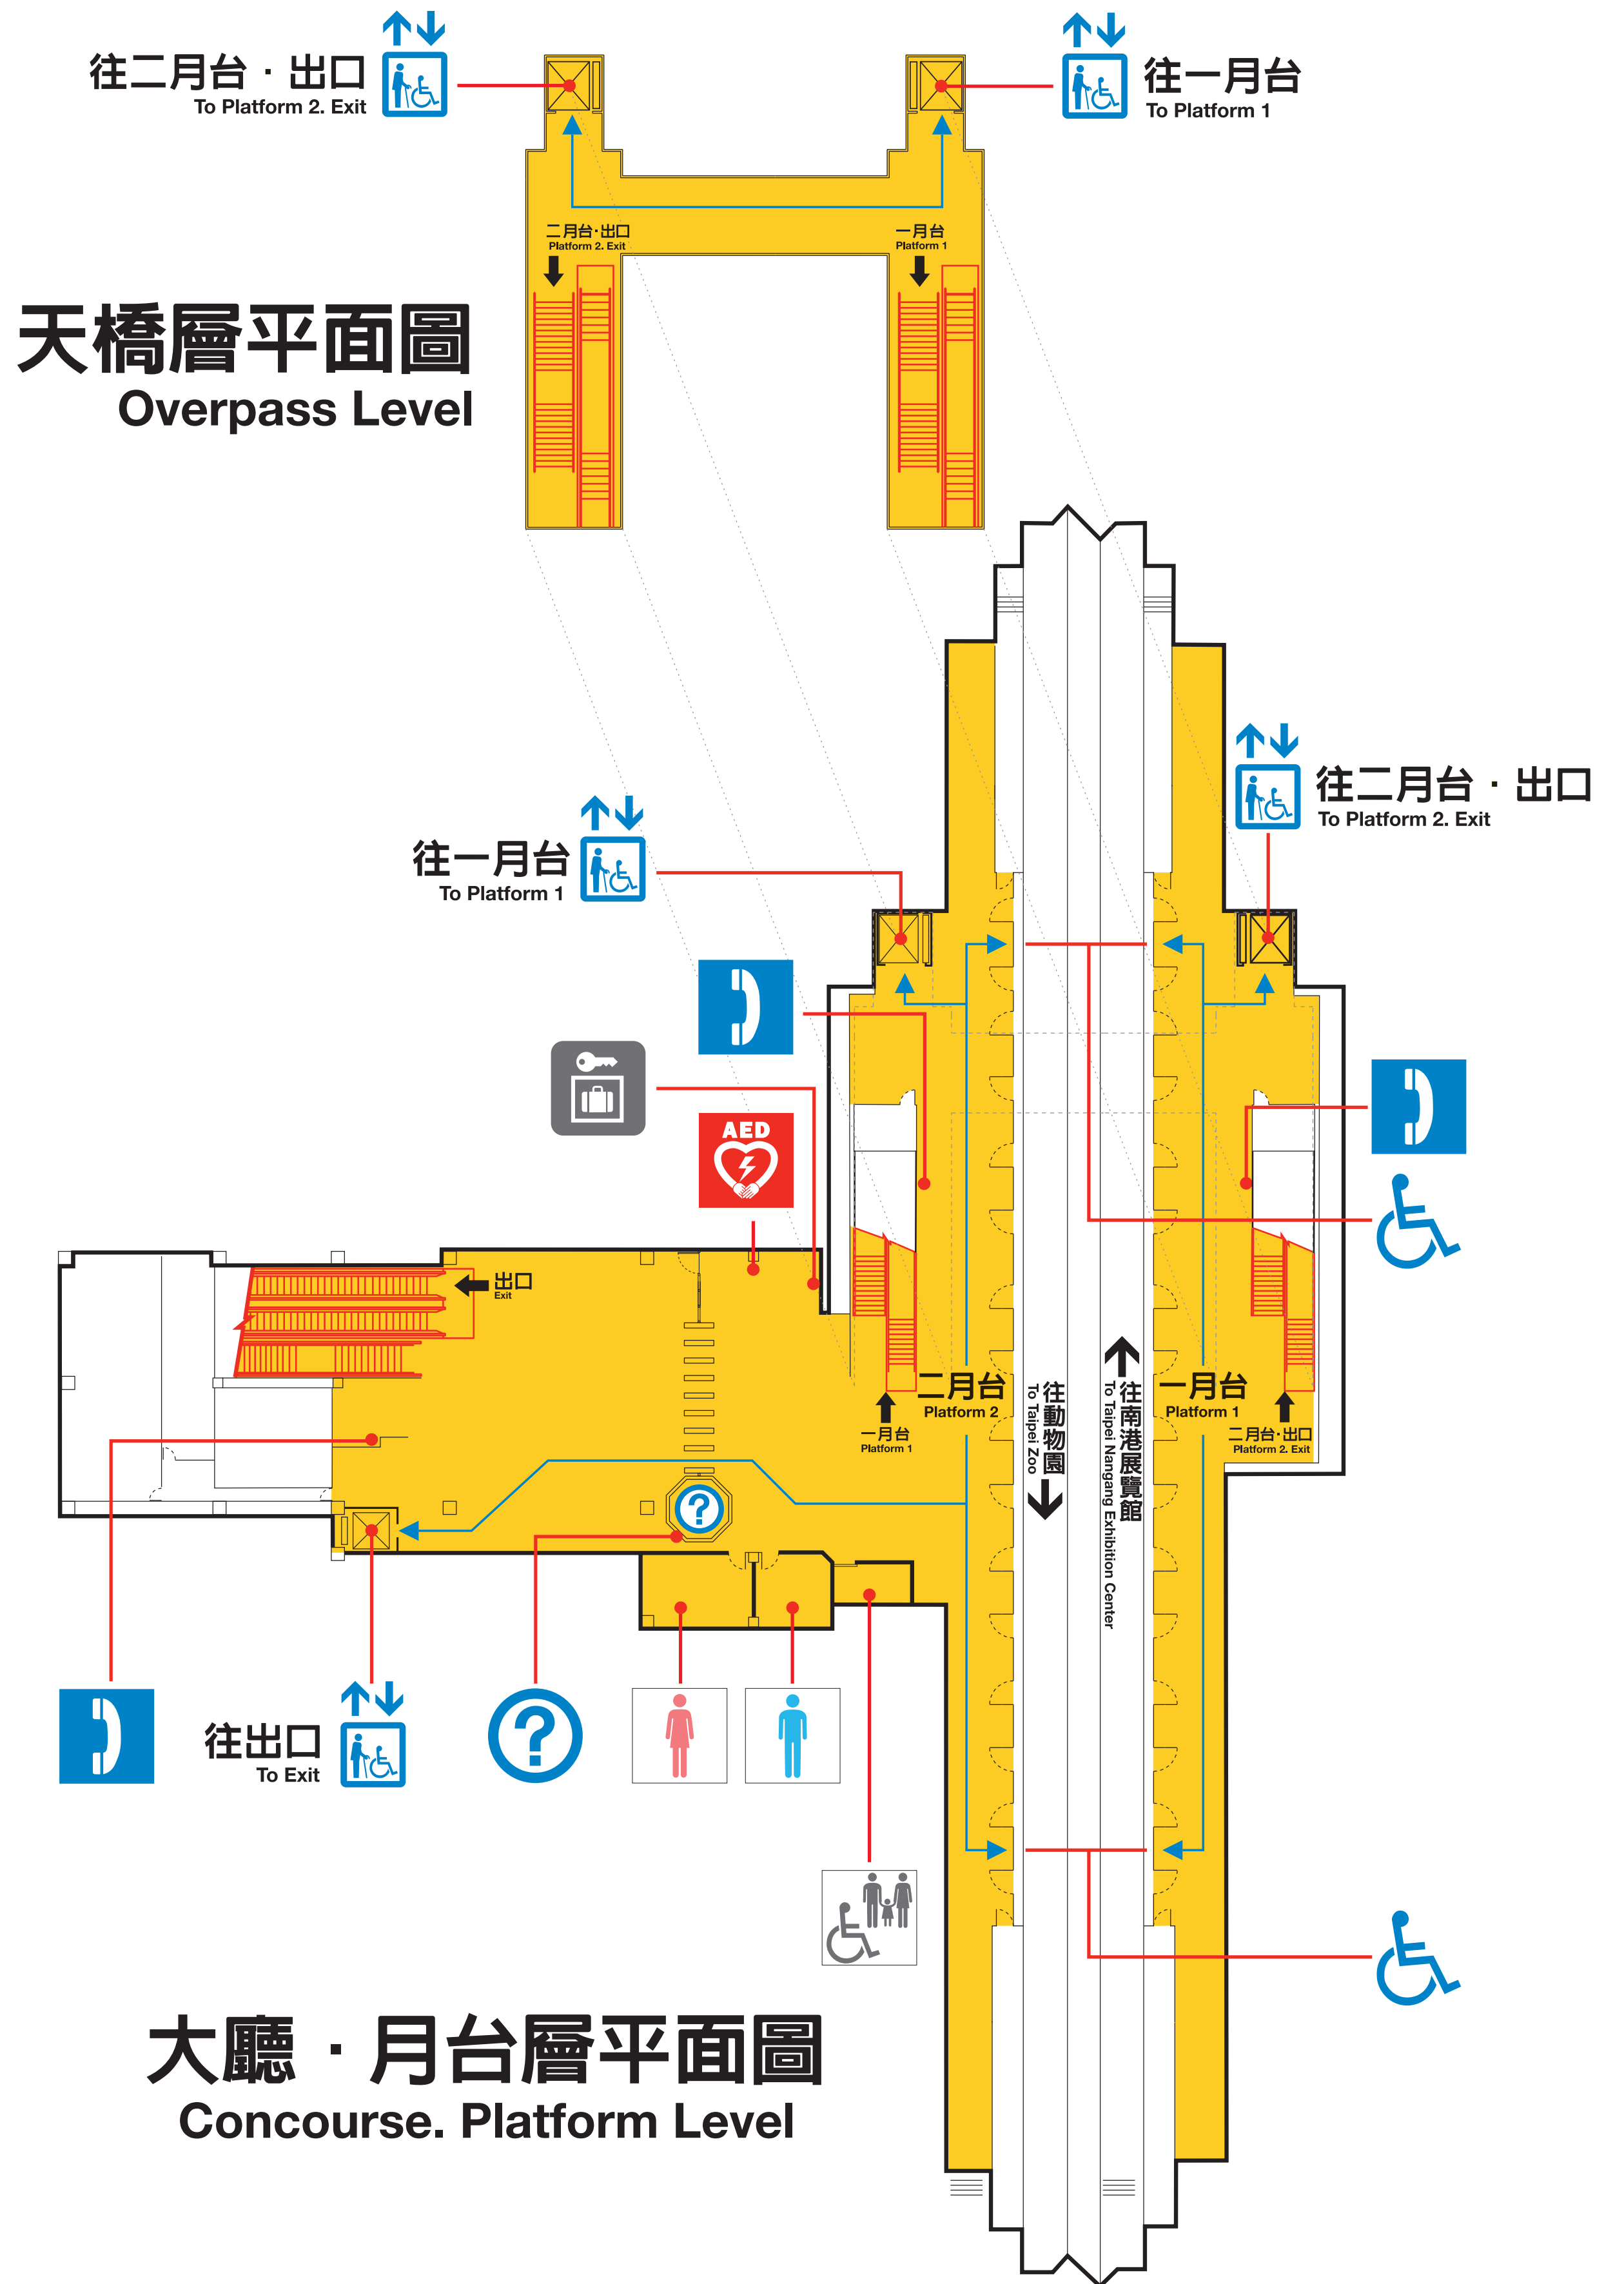 往二月台．出口
To Platform 2. Exit
往一月台
To Platform 1
二月台·出口
Platform 2. Exit
一月台
Platform 1
天橋層平面圖
Overpass Level
往二月台．出口
To Platform 2. Exit
往一月台
To Platform 1
AED
出口
Exit
二月台
Platform 2
一月台
Platform 1
往動物園
To Taipei Zoo
往南港展覽館
To Taipei Nangang Exhibition Center
一月台
Platform 1
二月台·出口
Platform 2. Exit
?
往出口
To Exit
?
大廳．月台層平面圖
Concourse. Platform Level